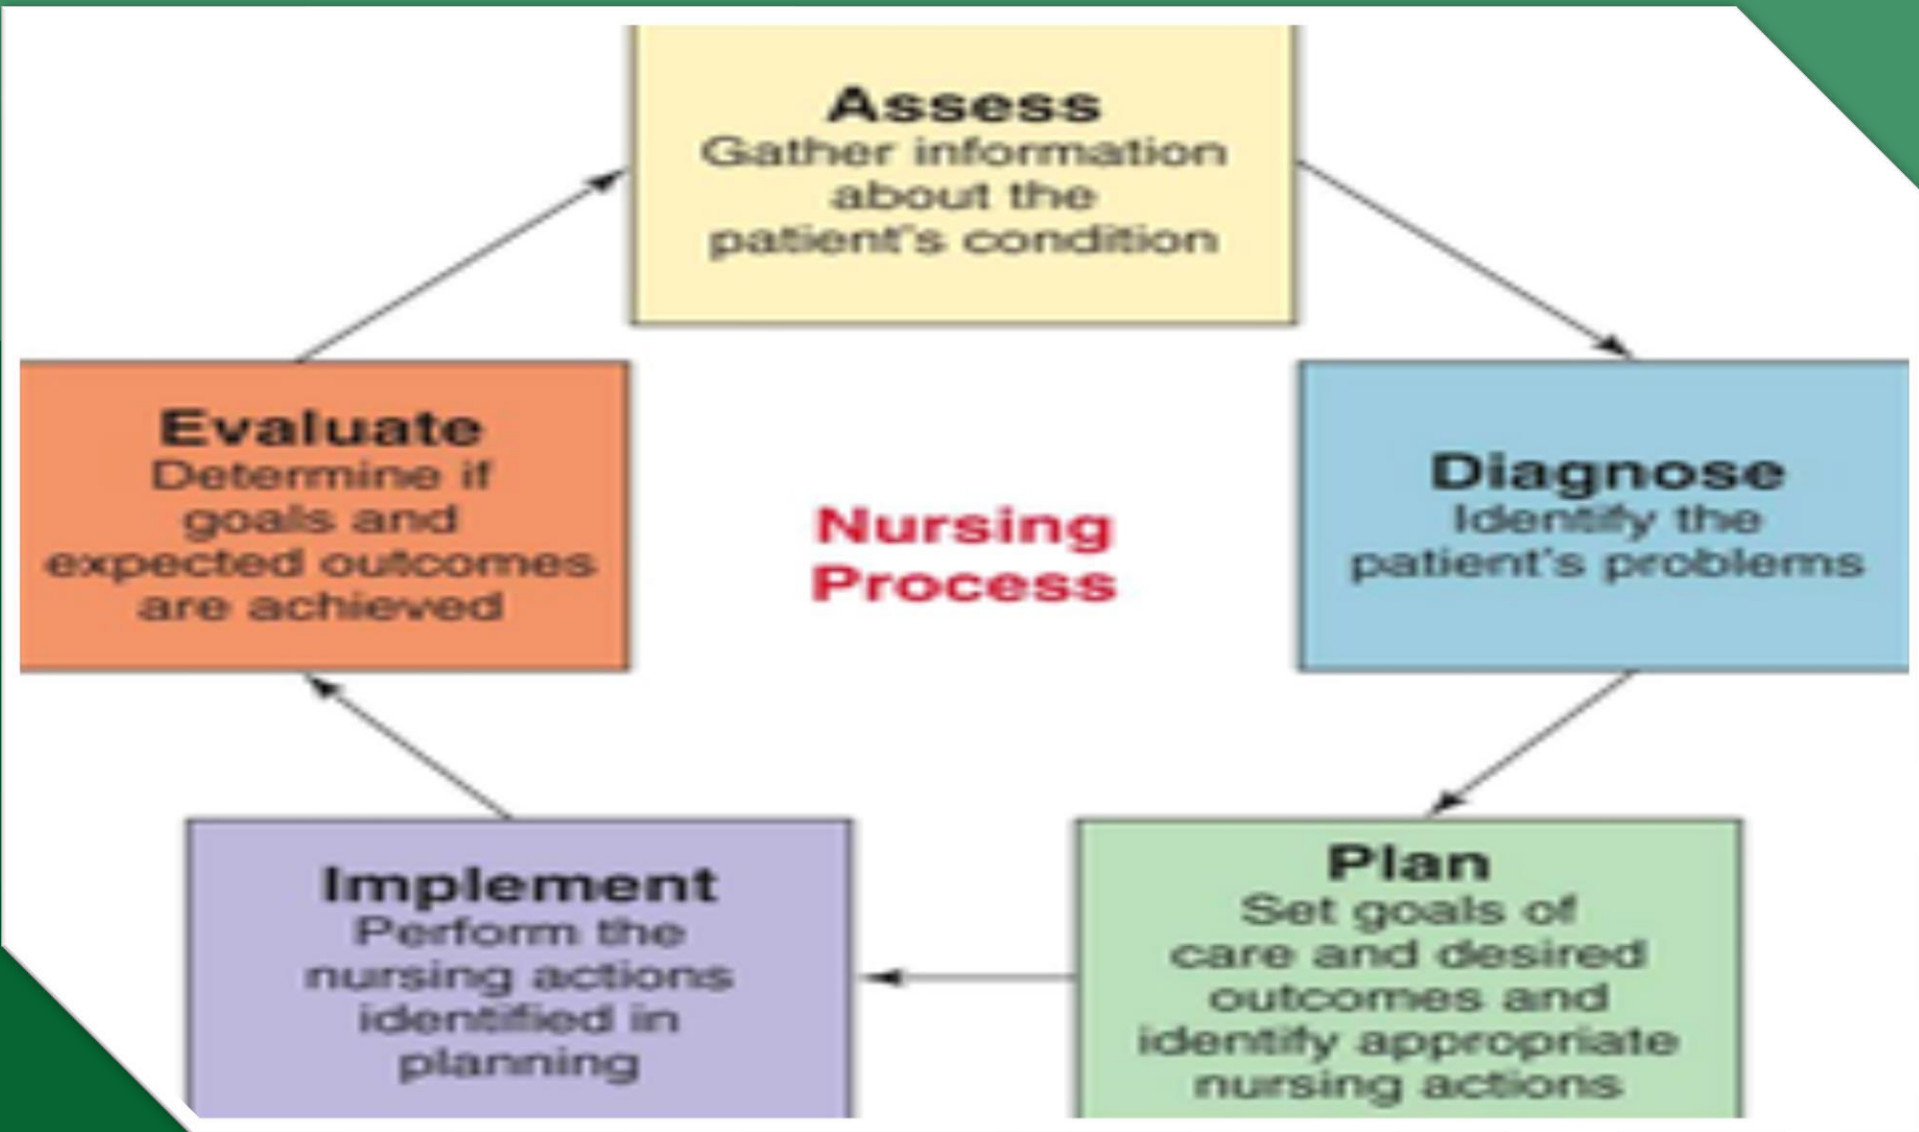 Assess
Gather information
about the
patient's condition
Diagnose
Identify the
patient's problems
Plan
Set goals of
care and desired
outcomes and
identify appropriate
nursing actions
Implement
Perform the
nursing actions
identified in
planning
Evaluate
Determine if
goals and
expected outcomes
are achieved
Nursing
Process